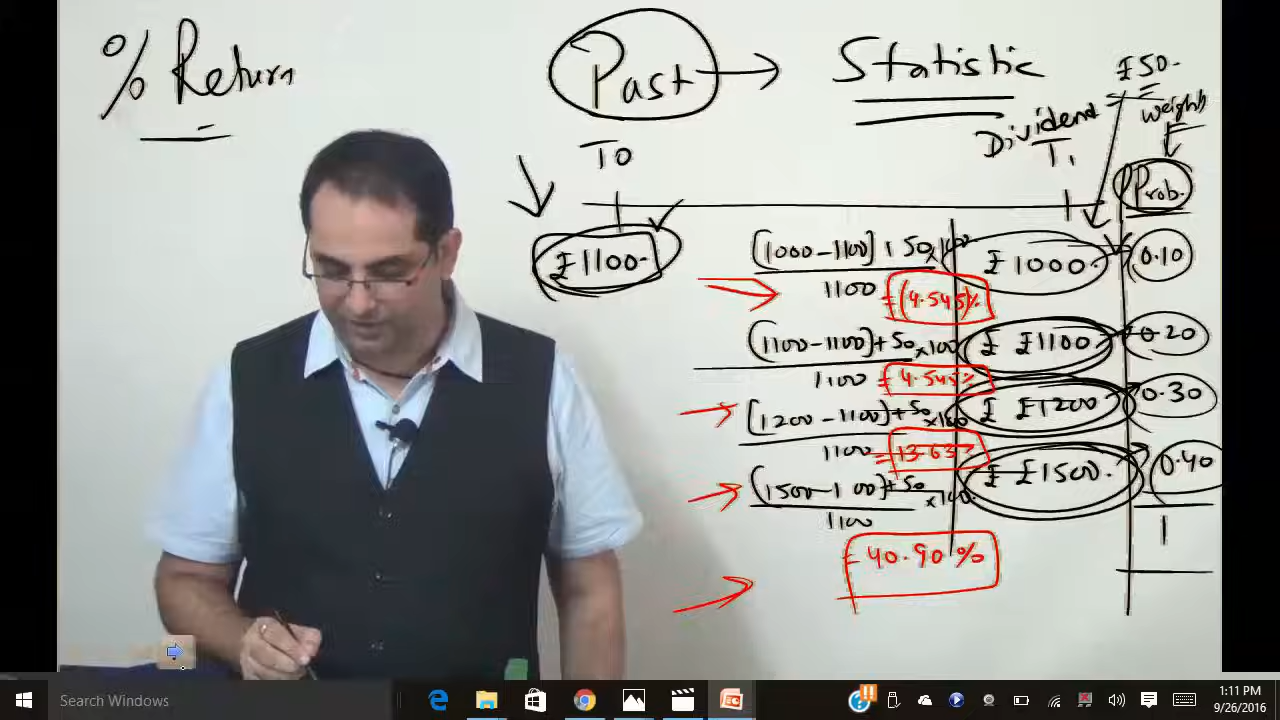 % Return
Past → Statistic
£50.
Dividend
weights
T0
T1
Prob.
£1100.
[1000-1100] + 50 x100
1100
= (4.545)%
£1000.
0.10
(1100-1100)+50 x100
1100
= 4.545%
£ £1100
0.20
(1200-1100)+50 x100
1100
= 13.63%
£ £1200
0.30
(1500-1100)+50 x100
1100
= 40.90%
£ £1500.
0.40
1
Search Windows
1:11 PM
9/26/2016